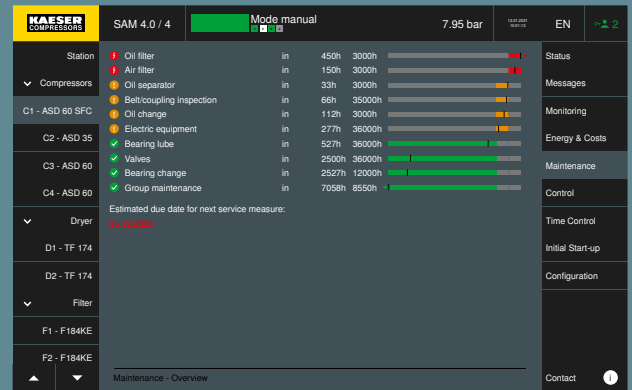 KAESER COMPRESSORS
SAM 4.0 / 4
Mode manual
7.95 bar
EN
2
Station
Compressors
C1 - ASD 60 SFC
C2 - ASD 35
C3 - ASD 60
C4 - ASD 60
Dryer
D1 - TF 174
D2 - TF 174
Filter
F1 - F184KE
F2 - F184KE
Oil filter in 450h 3000h
Air filter in 150h 3000h
Oil separator in 33h 3000h
Belt/coupling inspection in 66h 35000h
Oil change in 112h 3000h
Electric equipment in 277h 36000h
Bearing lube in 527h 36000h
Valves in 2500h 36000h
Bearing change in 2527h 12000h
Group maintenance in 7058h 8550h
Estimated due date for next service measure:
Maintenance - Overview
Status
Messages
Monitoring
Energy & Costs
Maintenance
Control
Time Control
Initial Start-up
Configuration
Contact
i